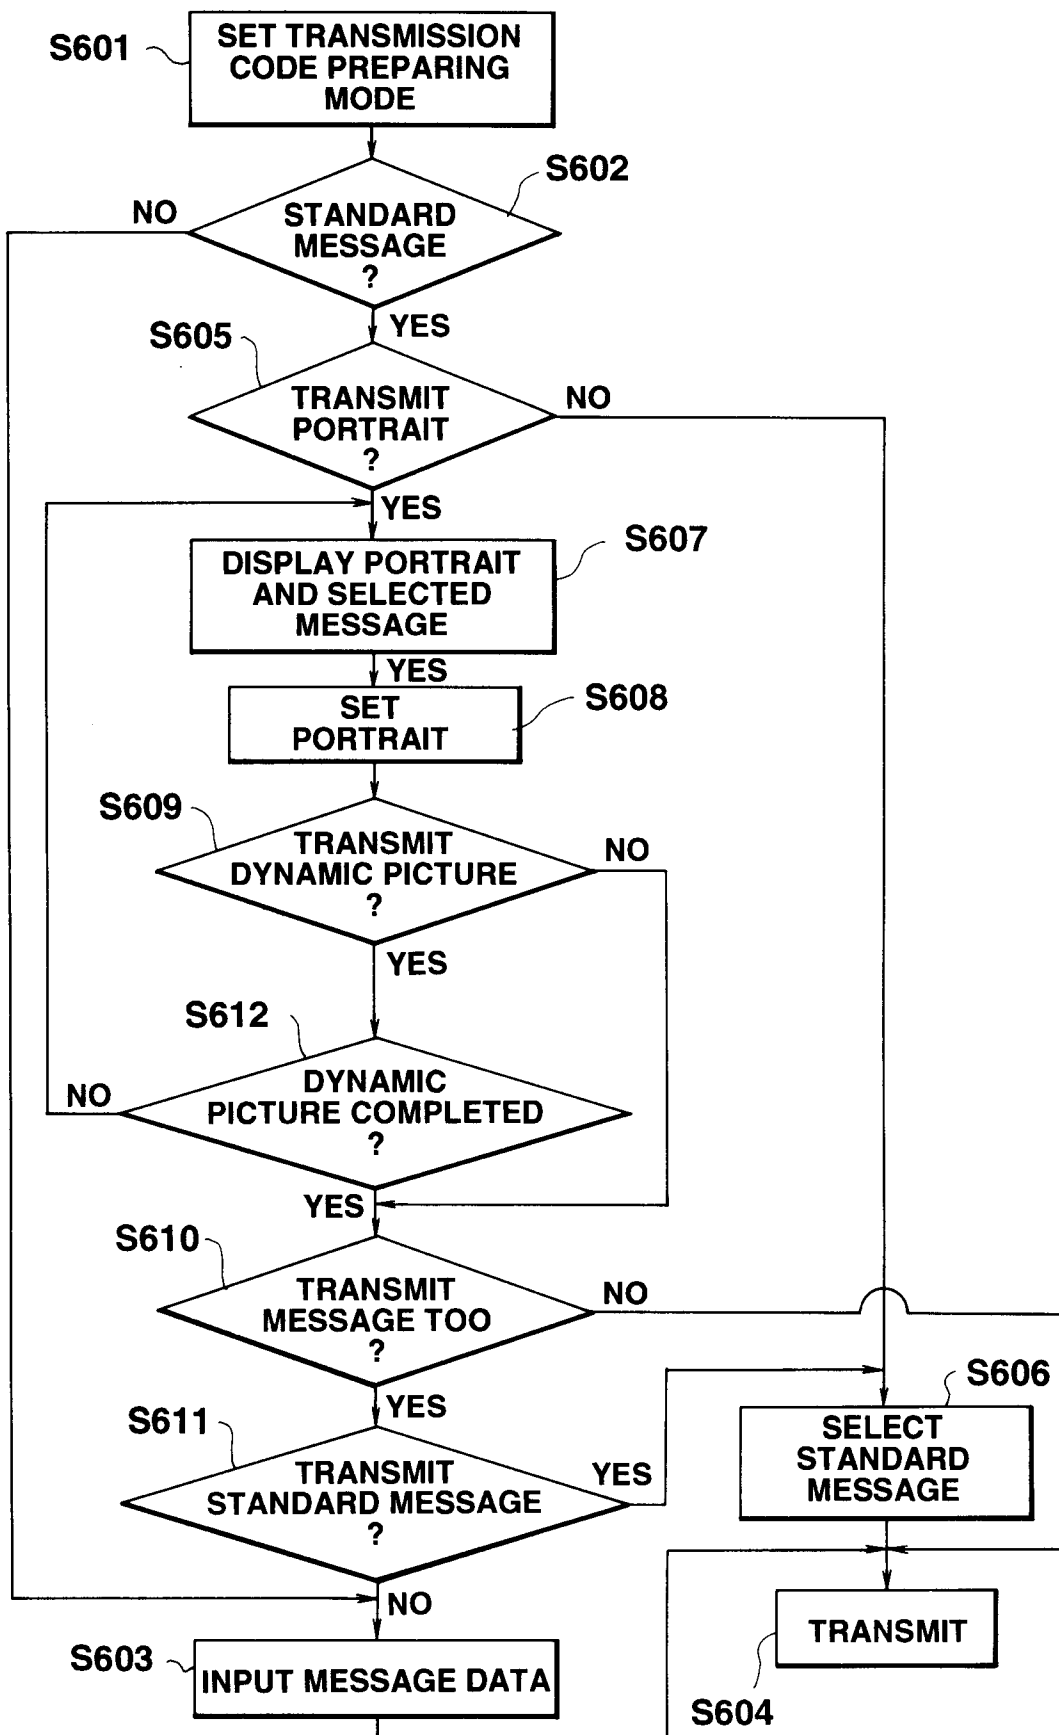 SET TRANSMISSION
CODE PREPARING
MODE
S601
S602
NO
STANDARD
MESSAGE
?
YES
S605
TRANSMIT
PORTRAIT
?
NO
YES
S607
DISPLAY PORTRAIT
AND SELECTED
MESSAGE
YES
S608
SET
PORTRAIT
S609
TRANSMIT
DYNAMIC PICTURE
?
NO
YES
S612
DYNAMIC
PICTURE COMPLETED
?
NO
YES
S610
TRANSMIT
MESSAGE TOO
?
NO
YES
S606
SELECT
STANDARD
MESSAGE
S611
TRANSMIT
STANDARD MESSAGE
?
YES
NO
TRANSMIT
S603
INPUT MESSAGE DATA
S604